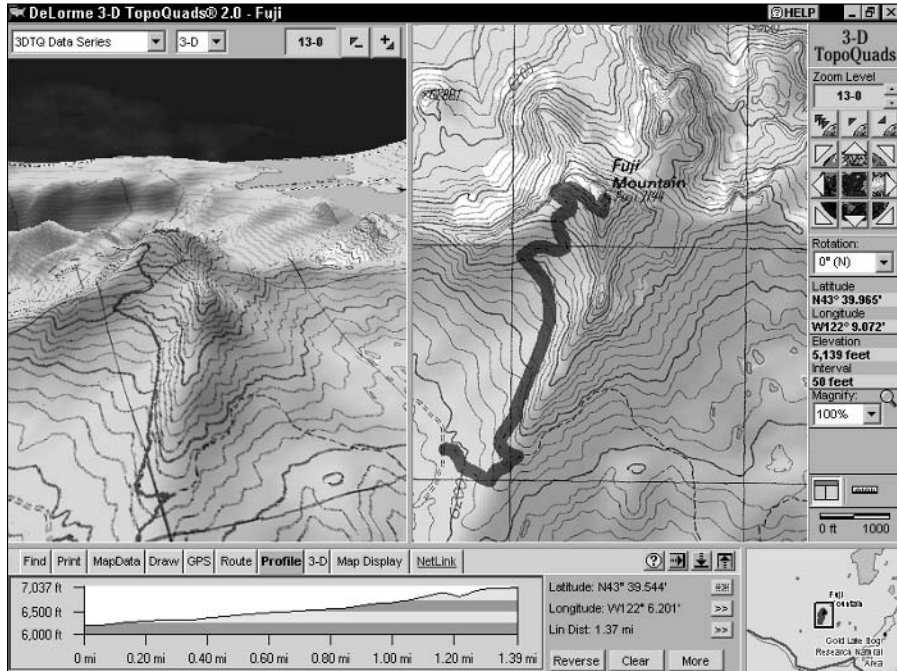 DeLorme 3-D TopoQuads® 2.0 - Fuji
HELP
3DTQ Data Series
3-D
13-0
3-D
TopoQuads
Zoom Level
13-0
Rotation:
0° (N)
Latitude
N43° 39.965'
Longitude
W122° 9.072'
Elevation
5,139 feet
Interval
50 feet
Magnify:
100%
0 ft 1000
Fuji
Mountain
Fuji 7144
6200
Find Print MapData Draw GPS Route Profile 3-D Map Display NetLink
7,037 ft
6,500 ft
6,000 ft
0 mi 0.20 mi 0.40 mi 0.60 mi 0.80 mi 1.00 mi 1.20 mi 1.39 mi
Latitude: N43° 39.544'
Longitude: W122° 6.201'
>>
Lin Dist: 1.37 mi
>>
Reverse Clear More
Fuji
Mountain
Gold Lake Bog
Research Natural
Area